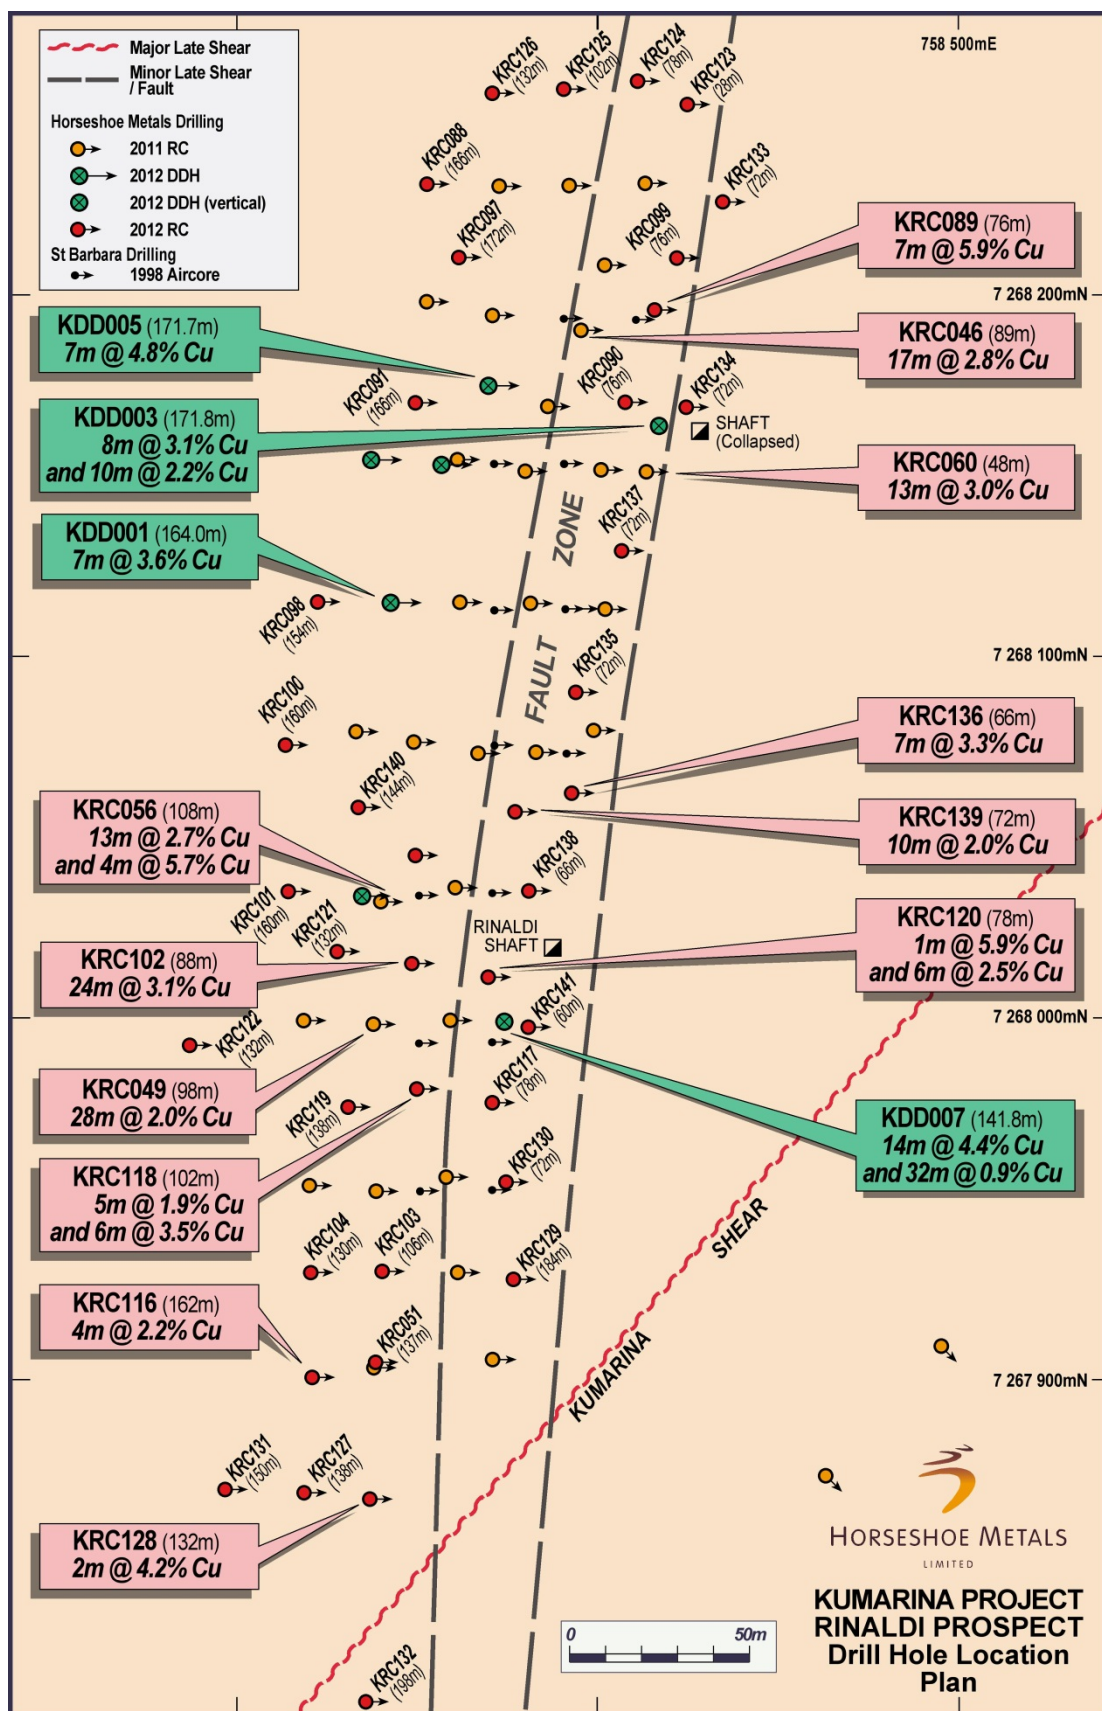 Major Late Shear
Minor Late Shear
/ Fault
Horseshoe Metals Drilling
2011 RC
2012 DDH
2012 DDH (vertical)
2012 RC
St Barbara Drilling
1998 Aircore
758 500mE
KRC126
(132m)
KRC125
(102m)
KRC124
(78m)
KRC123
(28m)
KRC088
(166m)
KRC133
(72m)
KRC097
(172m)
KRC099
(76m)
KRC089 (76m)
7m @ 5.9% Cu
7 268 200mN
KDD005 (171.7m)
7m @ 4.8% Cu
KRC046 (89m)
17m @ 2.8% Cu
KRC091
(166m)
KRC090
(76m)
KRC134
(72m)
KDD003 (171.8m)
8m @ 3.1% Cu
and 10m @ 2.2% Cu
SHAFT
(Collapsed)
KRC060 (48m)
13m @ 3.0% Cu
KRC137
(72m)
FAULT ZONE
KDD001 (164.0m)
7m @ 3.6% Cu
KRC098
(154m)
7 268 100mN
KRC135
(72m)
KRC100
(160m)
KRC136 (66m)
7m @ 3.3% Cu
KRC140
(144m)
KRC056 (108m)
13m @ 2.7% Cu
and 4m @ 5.7% Cu
KRC139 (72m)
10m @ 2.0% Cu
KRC138
(66m)
KRC101
(160m)
KRC121
(132m)
RINALDI
SHAFT
KRC120 (78m)
1m @ 5.9% Cu
and 6m @ 2.5% Cu
KRC102 (88m)
24m @ 3.1% Cu
KRC141
(60m)
7 268 000mN
KRC122
(132m)
KRC049 (98m)
28m @ 2.0% Cu
KRC119
(138m)
KRC117
(78m)
KDD007 (141.8m)
14m @ 4.4% Cu
and 32m @ 0.9% Cu
KRC118 (102m)
5m @ 1.9% Cu
and 6m @ 3.5% Cu
KRC130
(72m)
KRC104
(130m)
KRC103
(106m)
KRC129
(184m)
KUMARINA SHEAR
KRC116 (162m)
4m @ 2.2% Cu
KRC051
(137m)
7 267 900mN
KRC131
(150m)
KRC127
(138m)
KRC128 (132m)
2m @ 4.2% Cu
HORSESHOE METALS
LIMITED
KUMARINA PROJECT
RINALDI PROSPECT
Drill Hole Location
Plan
0 50m
KRC132
(198m)